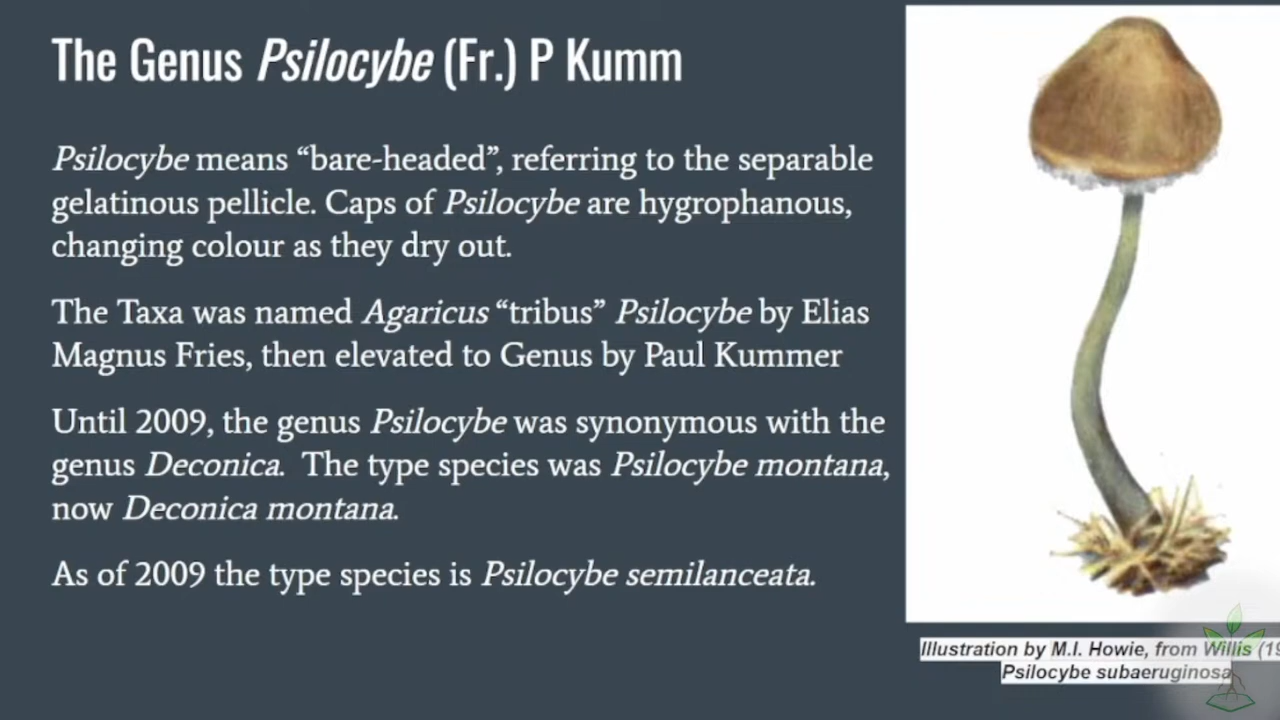 The Genus Psilocybe (Fr.) P Kumm
Psilocybe means “bare-headed”, referring to the separable
gelatinous pellicle. Caps of Psilocybe are hygrophanous,
changing colour as they dry out.
The Taxa was named Agaricus “tribus” Psilocybe by Elias
Magnus Fries, then elevated to Genus by Paul Kummer
Until 2009, the genus Psilocybe was synonymous with the
genus Deconica.  The type species was Psilocybe montana,
now Deconica montana.
As of 2009 the type species is Psilocybe semilanceata.
Illustration by M.I. Howie, from Willis
Psilocybe subaeruginosa